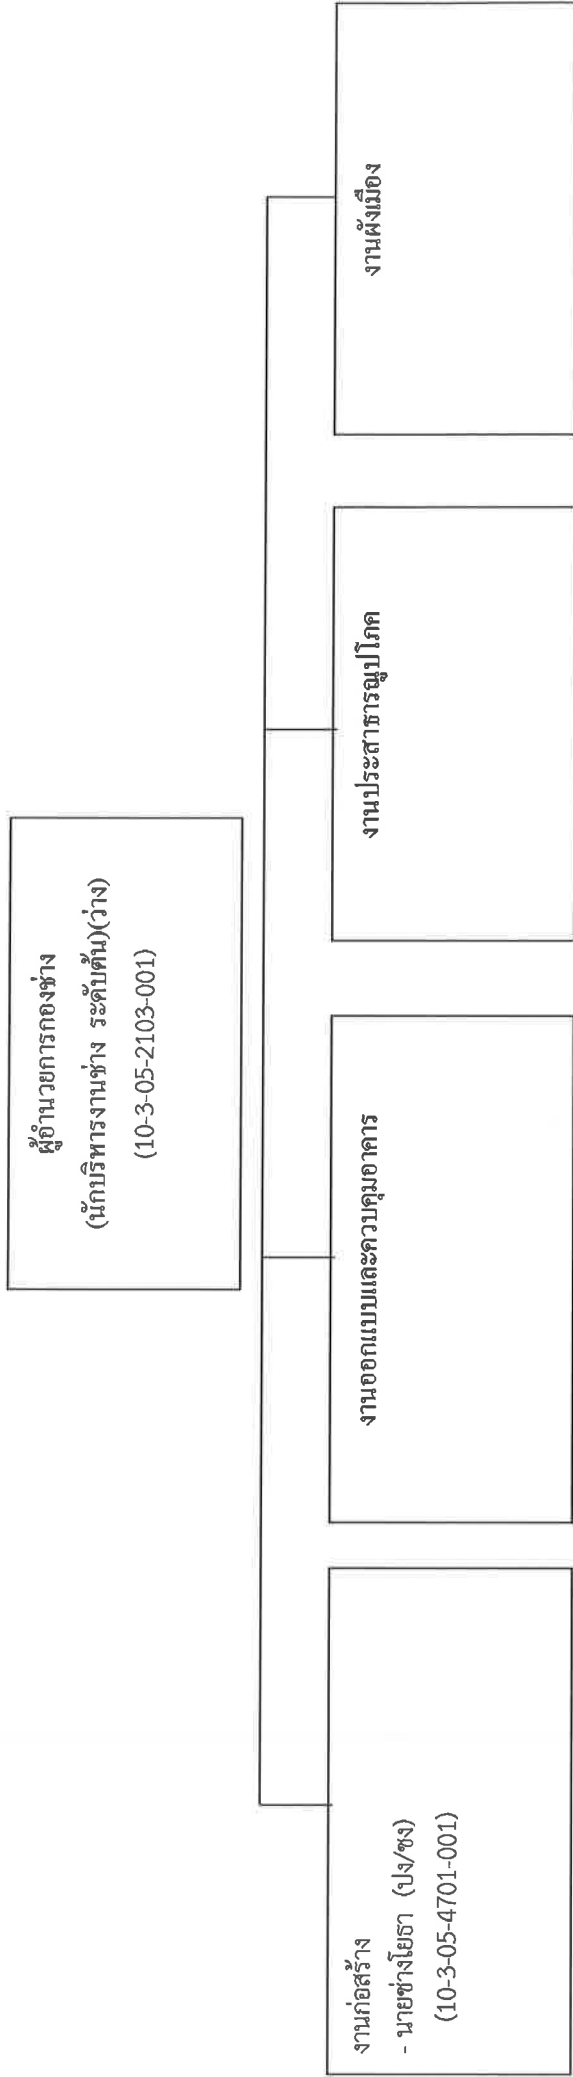 ผู้อำนวยการกองช่าง
(นักบริหารงานช่าง ระดับต้น)(ว่าง)
(10-3-05-2103-001)
งานก่อสร้าง
- นายช่างโยธา (ปง/ชง)
(10-3-05-4701-001)
งานออกแบบและควบคุมอาคาร
งานประสาธารณูปโภค
งานผังเมือง